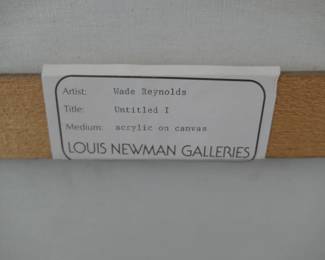 Artist: Wade Reynolds
Title: Untitled I
Medium: acrylic on canvas
LOUIS NEWMAN GALLERIES